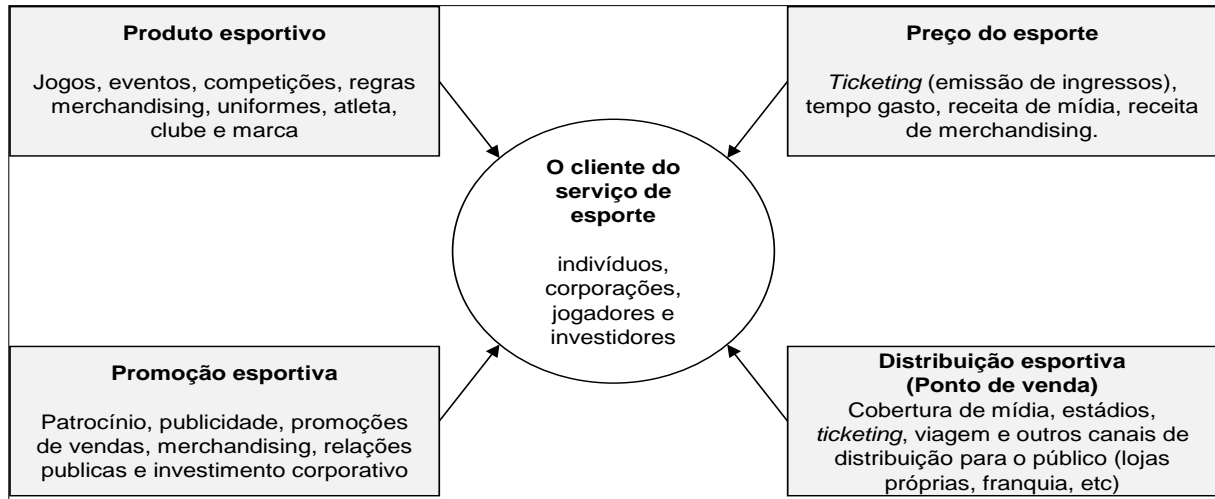 Produto esportivo
Jogos, eventos, competições, regras
merchandising, uniformes, atleta,
clube e marca
Preço do esporte
Ticketing (emissão de ingressos),
tempo gasto, receita de mídia, receita
de merchandising.
O cliente do
serviço de
esporte
indivíduos,
corporações,
jogadores e
investidores
Promoção esportiva
Patrocínio, publicidade, promoções
de vendas, merchandising, relações
publicas e investimento corporativo
Distribuição esportiva
(Ponto de venda)
Cobertura de mídia, estádios,
ticketing, viagem e outros canais de
distribuição para o público (lojas
próprias, franquia, etc)